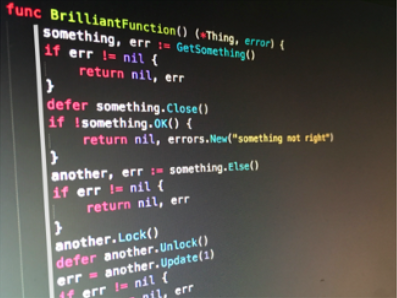 func BrilliantFunction() (*Thing, error) {
something, err := GetSomething()
if err != nil {
return nil, err
}
defer something.Close()
if !something.OK() {
return nil, errors.New("something not right")
}
another, err := something.Else()
if err != nil {
return nil, err
}
another.Lock()
defer another.Unlock()
err = another.Update(1)
if err != nil {
nil, err